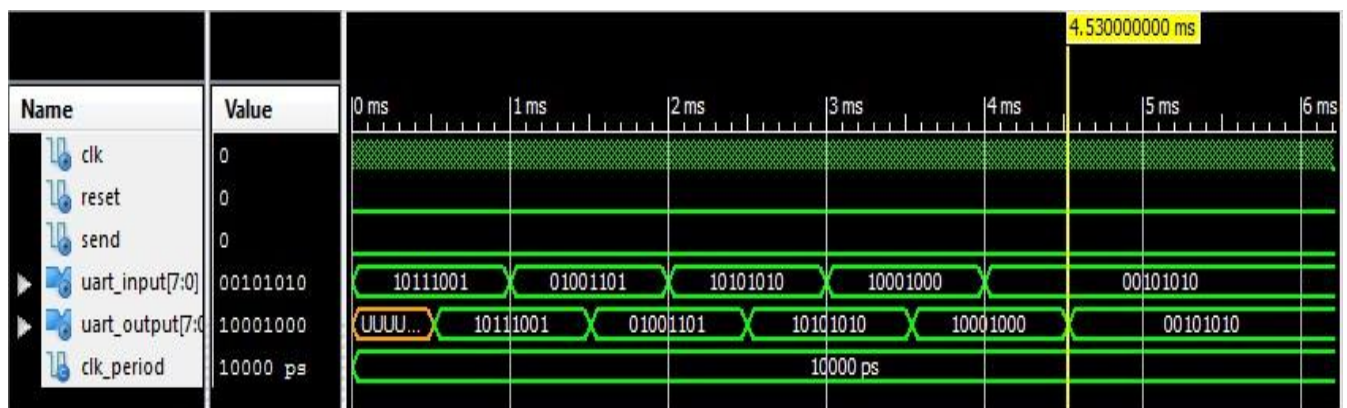 4.530000000 ms
Name Value 0 ms 1 ms 2 ms 3 ms 4 ms 5 ms 6 ms
clk 0
reset 0
send 0
uart_input[7:0] 00101010 10111001 01001101 10101010 10001000 00101010
uart_output[7:0 10001000 UUUU... 10111001 01001101 10101010 10001000 00101010
clk_period 10000 ps 10000 ps